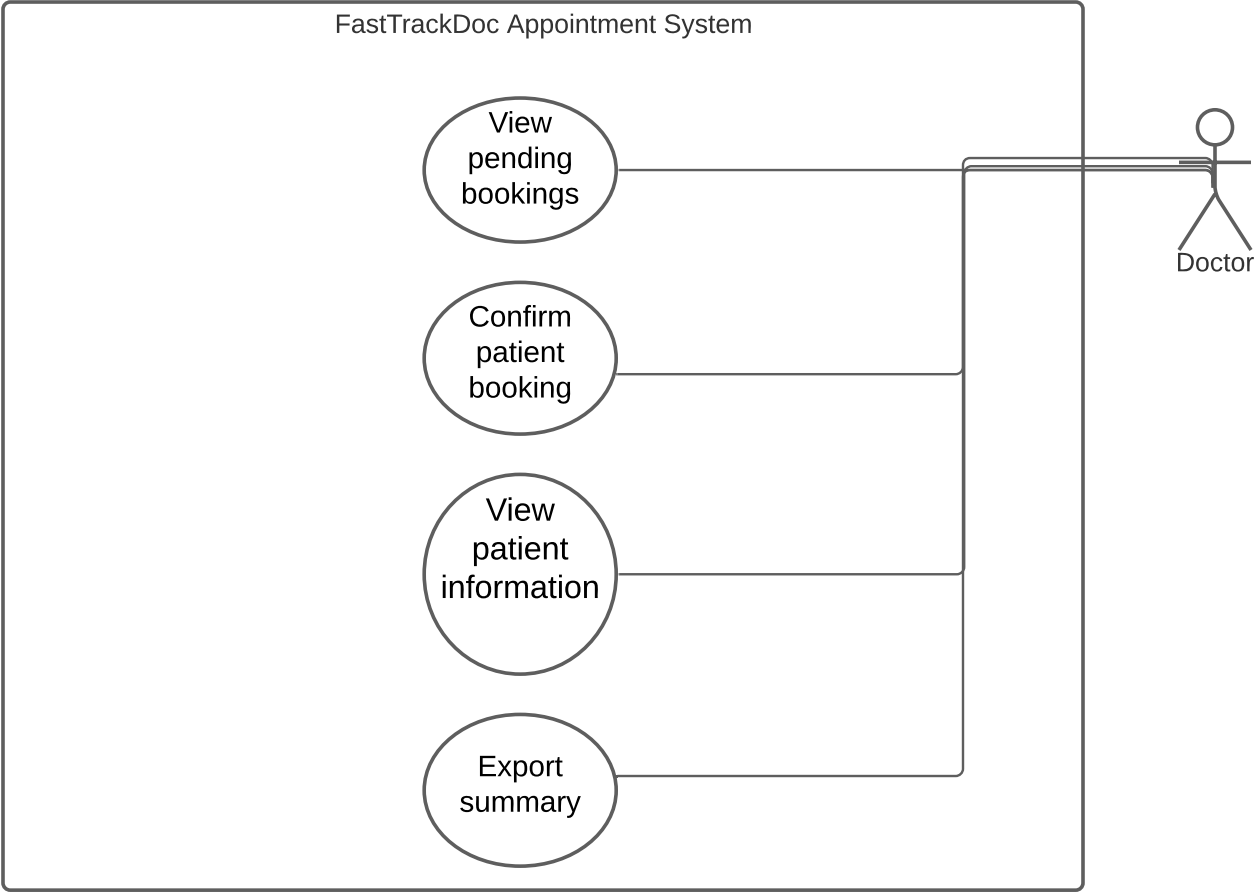 FastTrackDoc Appointment System
View
pending
bookings
Doctor
Confirm
patient
booking
View
patient
information
Export
summary